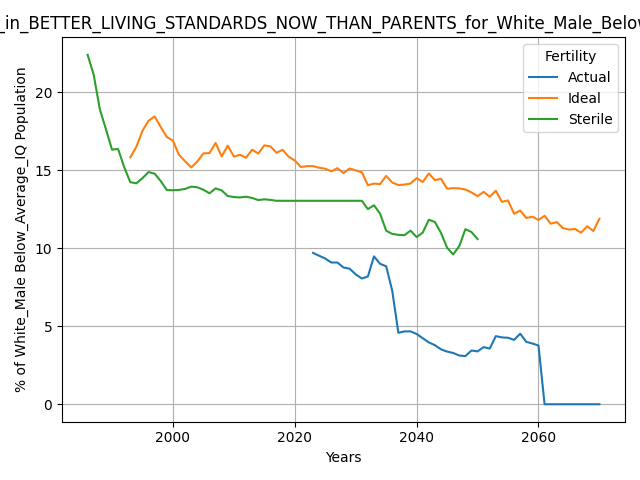 _in_BETTER_LIVING_STANDARDS_NOW_THAN_PARENTS_for_White_Male_Below
Fertility
Actual
Ideal
Sterile
% of White_Male Below_Average_IQ Population
20
15
10
5
0
2000 2020 2040 2060
Years